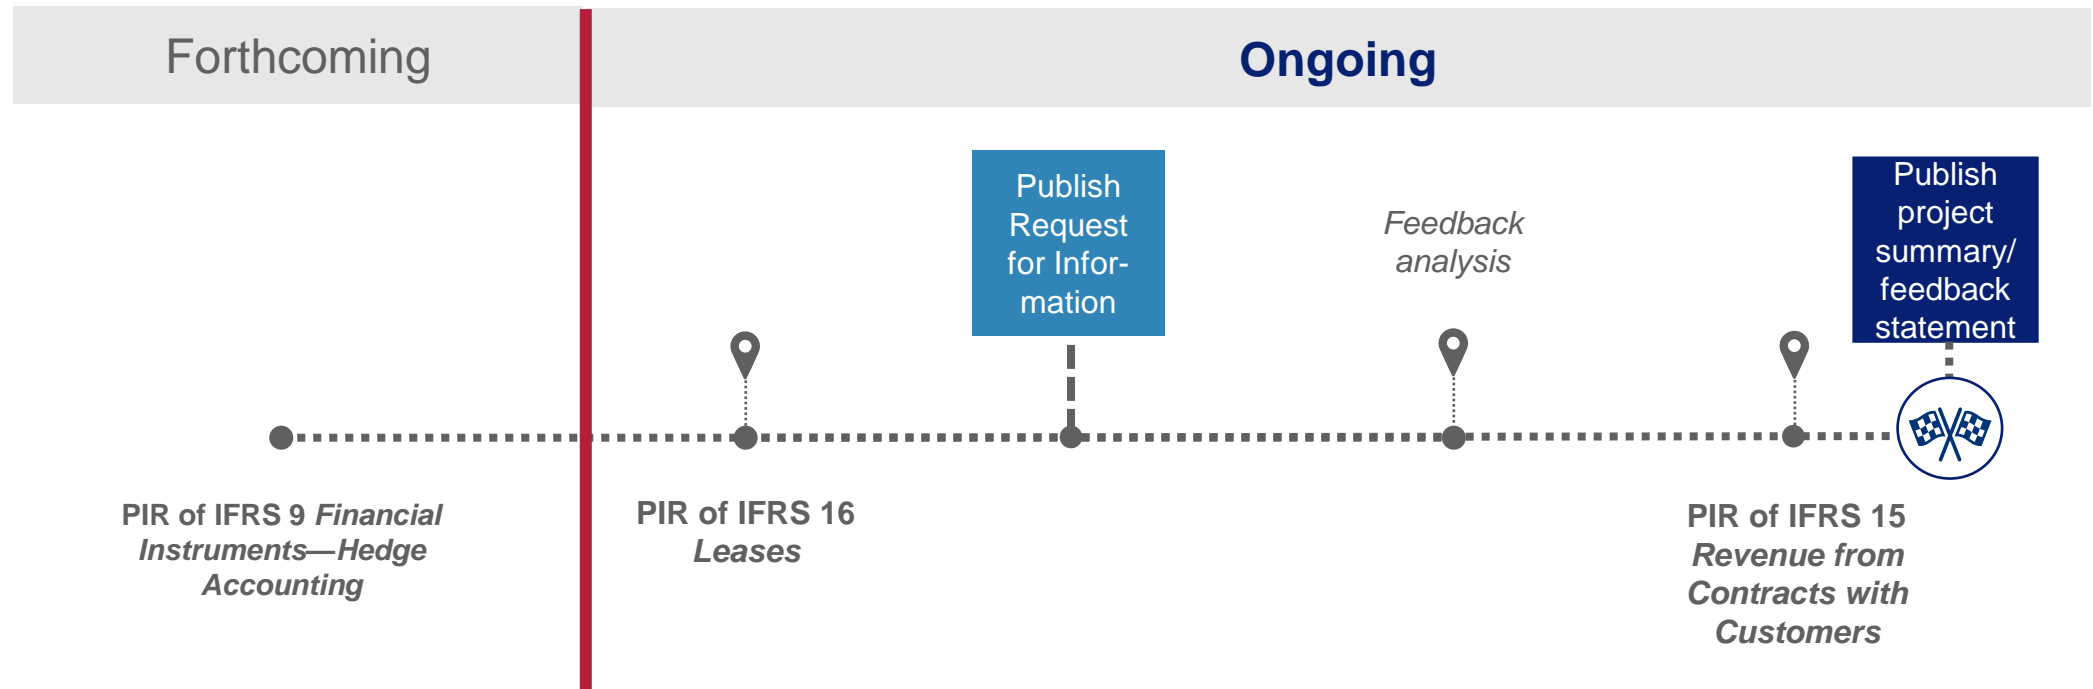 Forthcoming
Ongoing
Publish
Request
for Infor-
mation
Feedback
analysis
Publish
project
summary/
feedback
statement
PIR of IFRS 9 Financial
Instruments—Hedge
Accounting
PIR of IFRS 16
Leases
PIR of IFRS 15
Revenue from
Contracts with
Customers